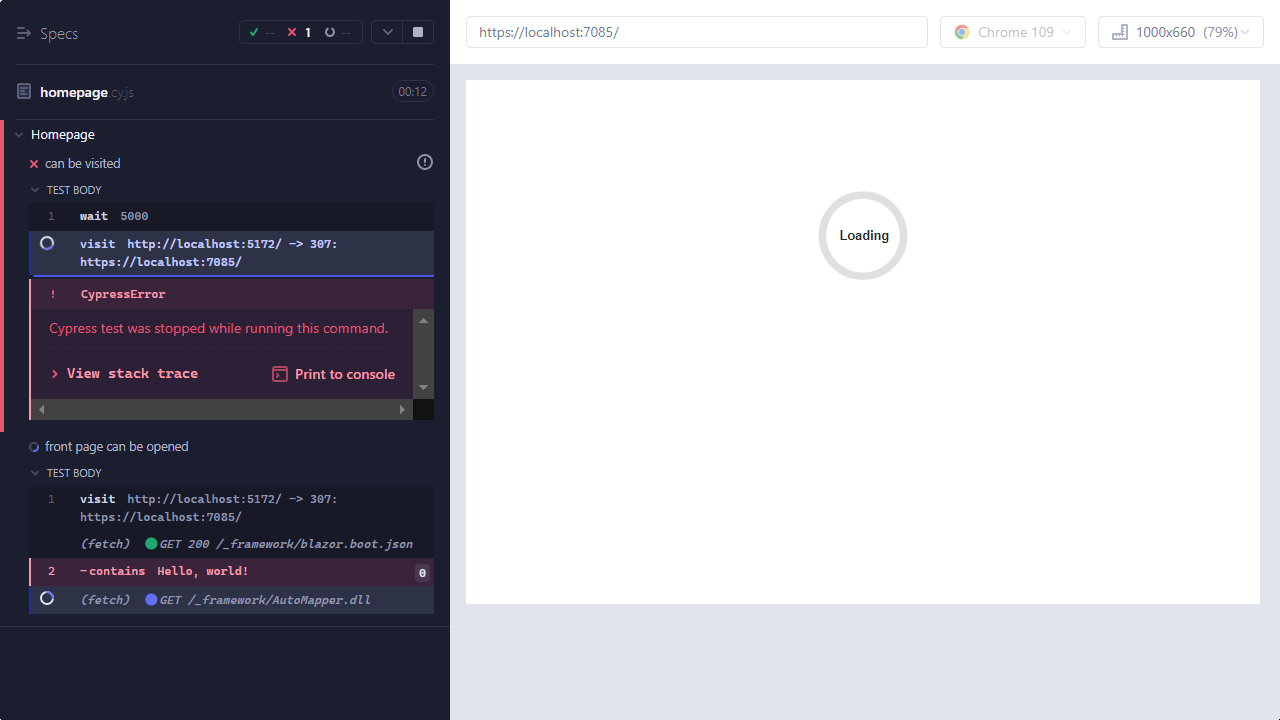 Specs
-- 1 --
homepage.cy.js 00:12
Homepage
can be visited
TEST BODY
1 wait 5000
visit http://localhost:5172/ -> 307:
https://localhost:7085/
! CypressError
Cypress test was stopped while running this command.
> View stack trace Print to console
front page can be opened
TEST BODY
1 visit http://localhost:5172/ -> 307:
https://localhost:7085/
(fetch) GET 200 /_framework/blazor.boot.json
2 -contains Hello, world! 0
(fetch) GET /_framework/AutoMapper.dll
https://localhost:7085/
Chrome 109
1000x660 (79%)
Loading